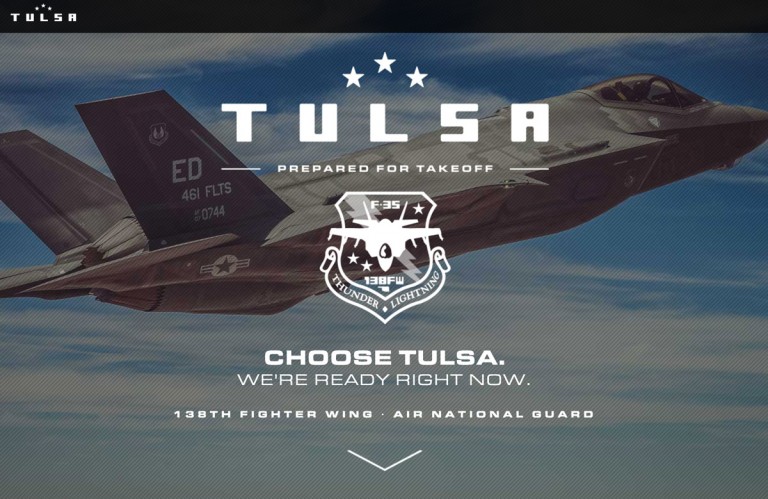 TULSA
TULSA
PREPARED FOR TAKEOFF
F-35
138FW
THUNDER LIGHTNING
ED
461 FLTS
0744
CHOOSE TULSA.
WE'RE READY RIGHT NOW.
138TH FIGHTER WING · AIR NATIONAL GUARD